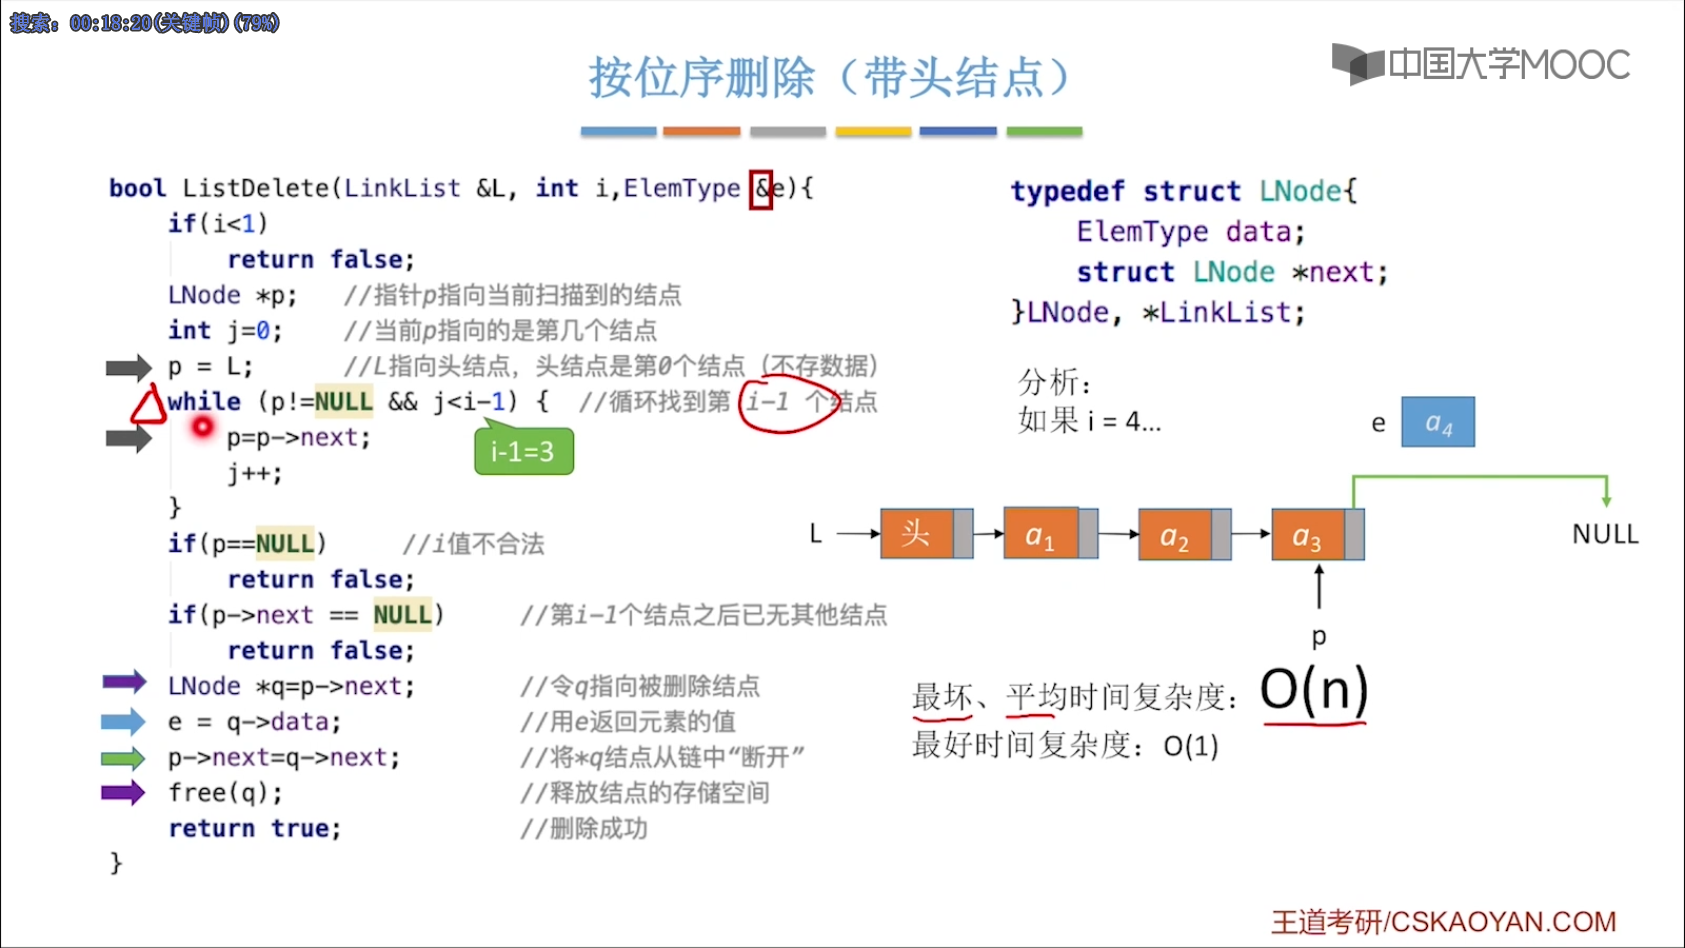 搜索：00:18:20(关键帧)(79%)
中国大学MOOC
按位序删除（带头结点）
bool ListDelete(LinkList &L, int i,ElemType &e){
if(i<1)
return false;
LNode *p; //指针p指向当前扫描到的结点
int j=0; //当前p指向的是第几个结点
p = L; //L指向头结点，头结点是第0个结点（不存数据）
while (p!=NULL && j<i-1) { //循环找到第 i-1 个结点
p=p->next;
i-1=3
j++;
}
if(p==NULL) //i值不合法
return false;
if(p->next == NULL) //第i-1个结点之后已无其他结点
return false;
LNode *q=p->next; //令q指向被删除结点
e = q->data; //用e返回元素的值
p->next=q->next; //将*q结点从链中“断开”
free(q); //释放结点的存储空间
return true; //删除成功
}
typedef struct LNode{
ElemType data;
struct LNode *next;
}LNode, *LinkList;
分析：
如果 i = 4...
e a4
L 头 a1 a2 a3 NULL
p
最坏、平均时间复杂度：O(n)
最好时间复杂度：O(1)
王道考研/CSKAOYAN.COM